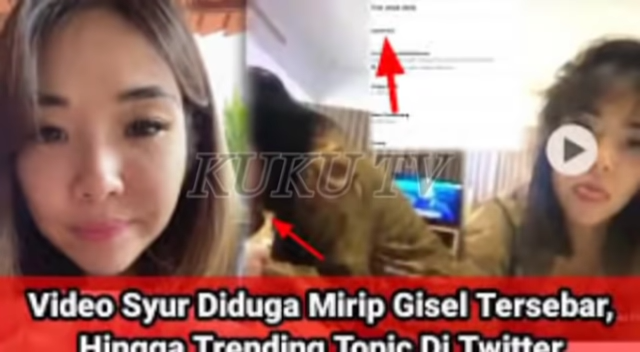 KUKU TV
Video Syur Diduga Mirip Gisel Tersebar,
Hingga Trending Topic Di Twitter